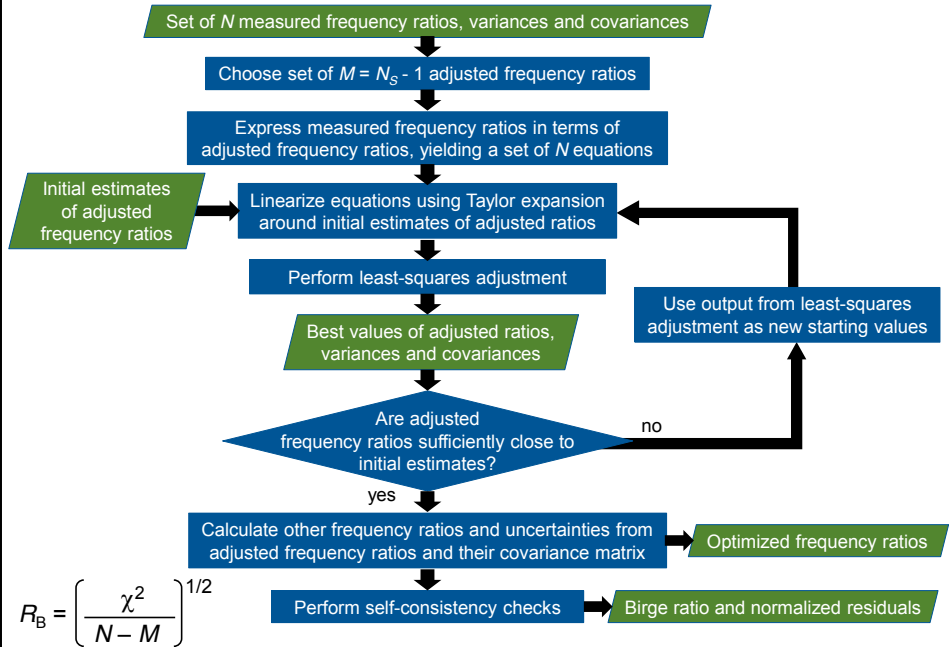 Set of N measured frequency ratios, variances and covariances
Choose set of M = N_S - 1 adjusted frequency ratios
Express measured frequency ratios in terms of
adjusted frequency ratios, yielding a set of N equations
Initial estimates
of adjusted
frequency ratios
Linearize equations using Taylor expansion
around initial estimates of adjusted ratios
Perform least-squares adjustment
Use output from least-squares
adjustment as new starting values
Best values of adjusted ratios,
variances and covariances
Are adjusted
frequency ratios sufficiently close to
initial estimates?
no
yes
Calculate other frequency ratios and uncertainties from
adjusted frequency ratios and their covariance matrix
Optimized frequency ratios
Perform self-consistency checks
Birge ratio and normalized residuals
R_B = (χ² / (N – M))^1/2